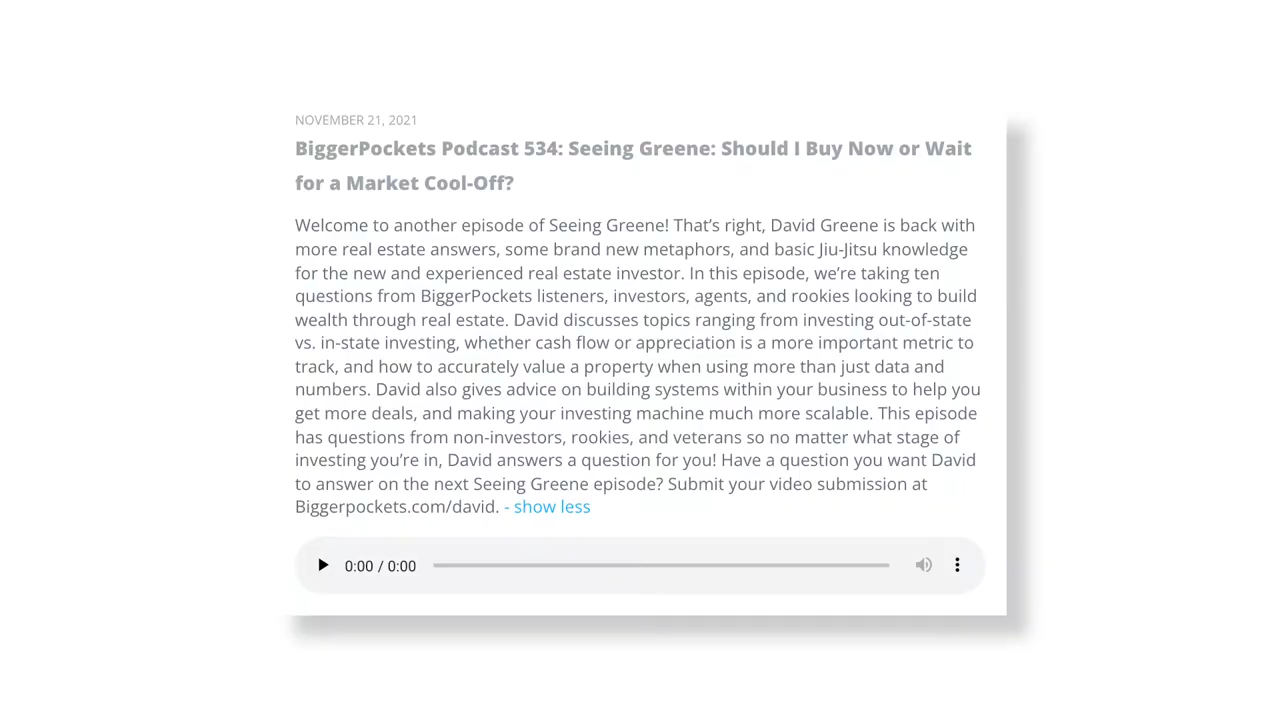 NOVEMBER 21, 2021
BiggerPockets Podcast 534: Seeing Greene: Should I Buy Now or Wait
for a Market Cool-Off?
Welcome to another episode of Seeing Greene! That’s right, David Greene is back with
more real estate answers, some brand new metaphors, and basic Jiu-Jitsu knowledge
for the new and experienced real estate investor. In this episode, we’re taking ten
questions from BiggerPockets listeners, investors, agents, and rookies looking to build
wealth through real estate. David discusses topics ranging from investing out-of-state
vs. in-state investing, whether cash flow or appreciation is a more important metric to
track, and how to accurately value a property when using more than just data and
numbers. David also gives advice on building systems within your business to help you
get more deals, and making your investing machine much more scalable. This episode
has questions from non-investors, rookies, and veterans so no matter what stage of
investing you’re in, David answers a question for you! Have a question you want David
to answer on the next Seeing Greene episode? Submit your video submission at
Biggerpockets.com/david. - show less
0:00 / 0:00